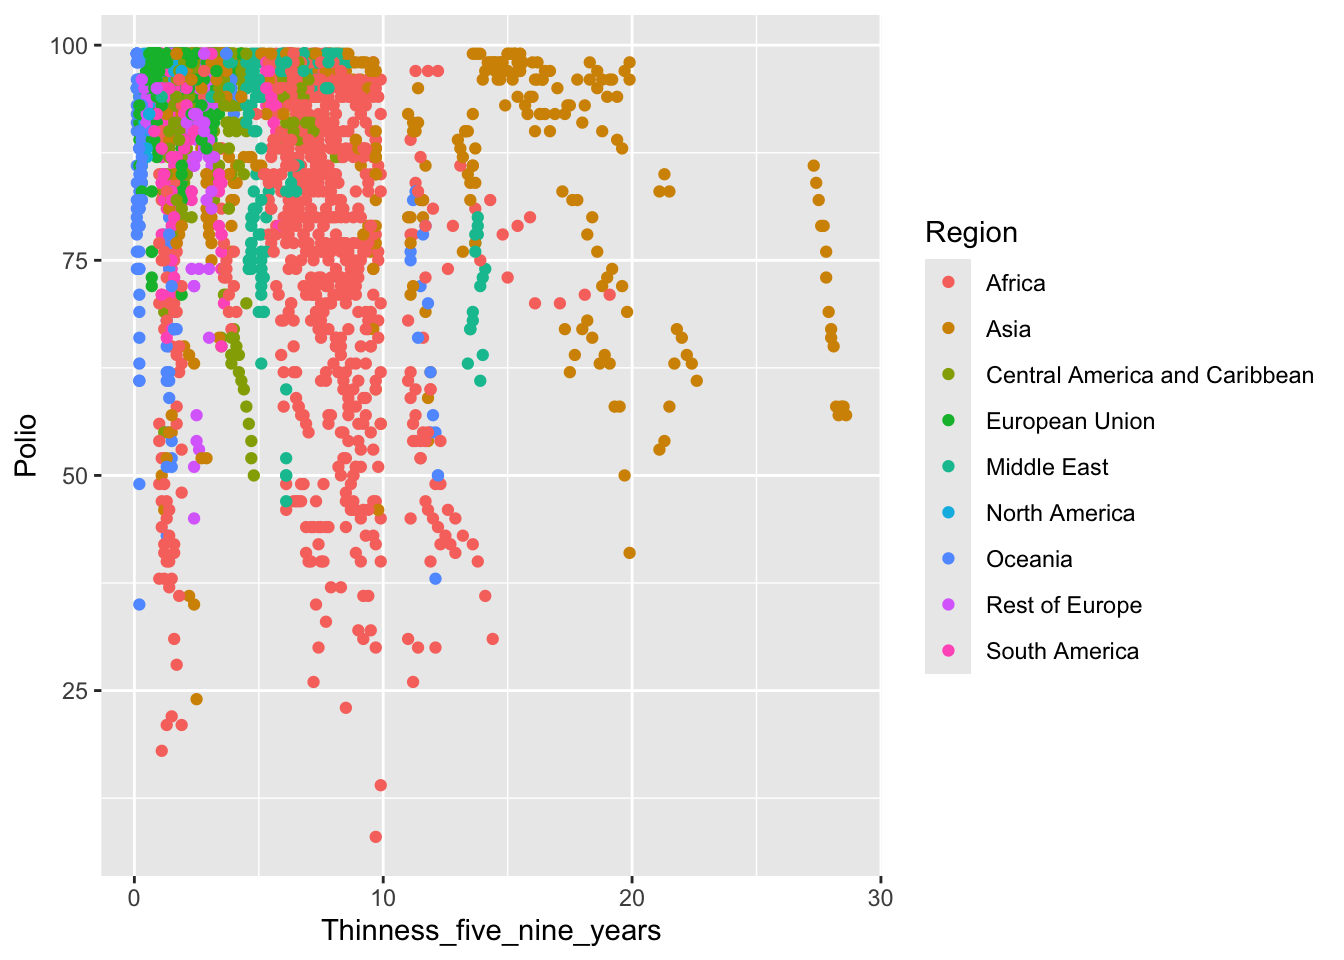 100
75
50
25
Polio
0 10 20 30
Thinness_five_nine_years
Region
Africa
Asia
Central America and Caribbean
European Union
Middle East
North America
Oceania
Rest of Europe
South America